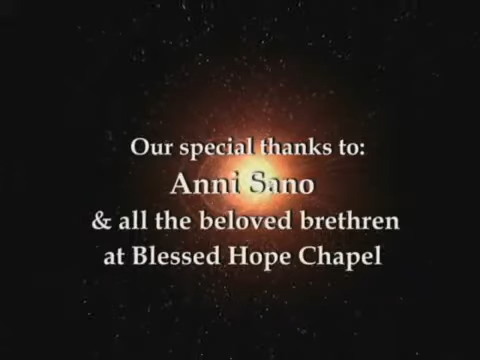 Our special thanks to:
Anni Sano
& all the beloved brethren
at Blessed Hope Chapel